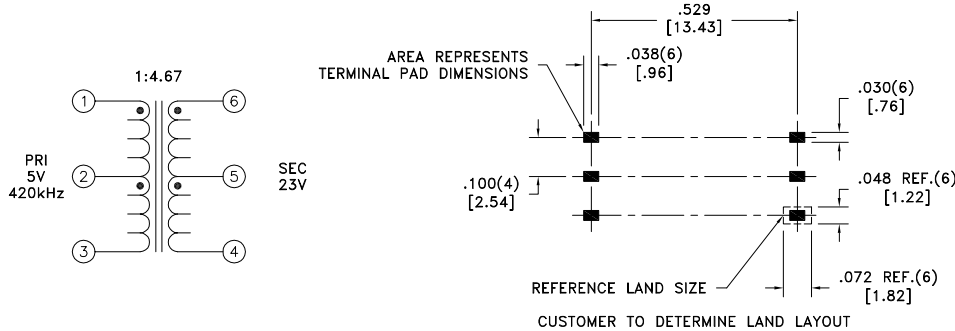 1:4.67
1
2
3
6
5
4
PRI
5V
420kHz
SEC
23V
.529
[13.43]
AREA REPRESENTS
TERMINAL PAD DIMENSIONS
.038(6)
[.96]
.030(6)
[.76]
.100(4)
[2.54]
.048 REF.(6)
[1.22]
REFERENCE LAND SIZE
.072 REF.(6)
[1.82]
CUSTOMER TO DETERMINE LAND LAYOUT